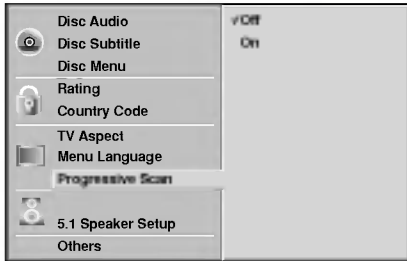 Disc Audio
Disc Subtitle
Disc Menu
Rating
Country Code
TV Aspect
Menu Language
Progressive Scan
5.1 Speaker Setup
Others
√ Off
On